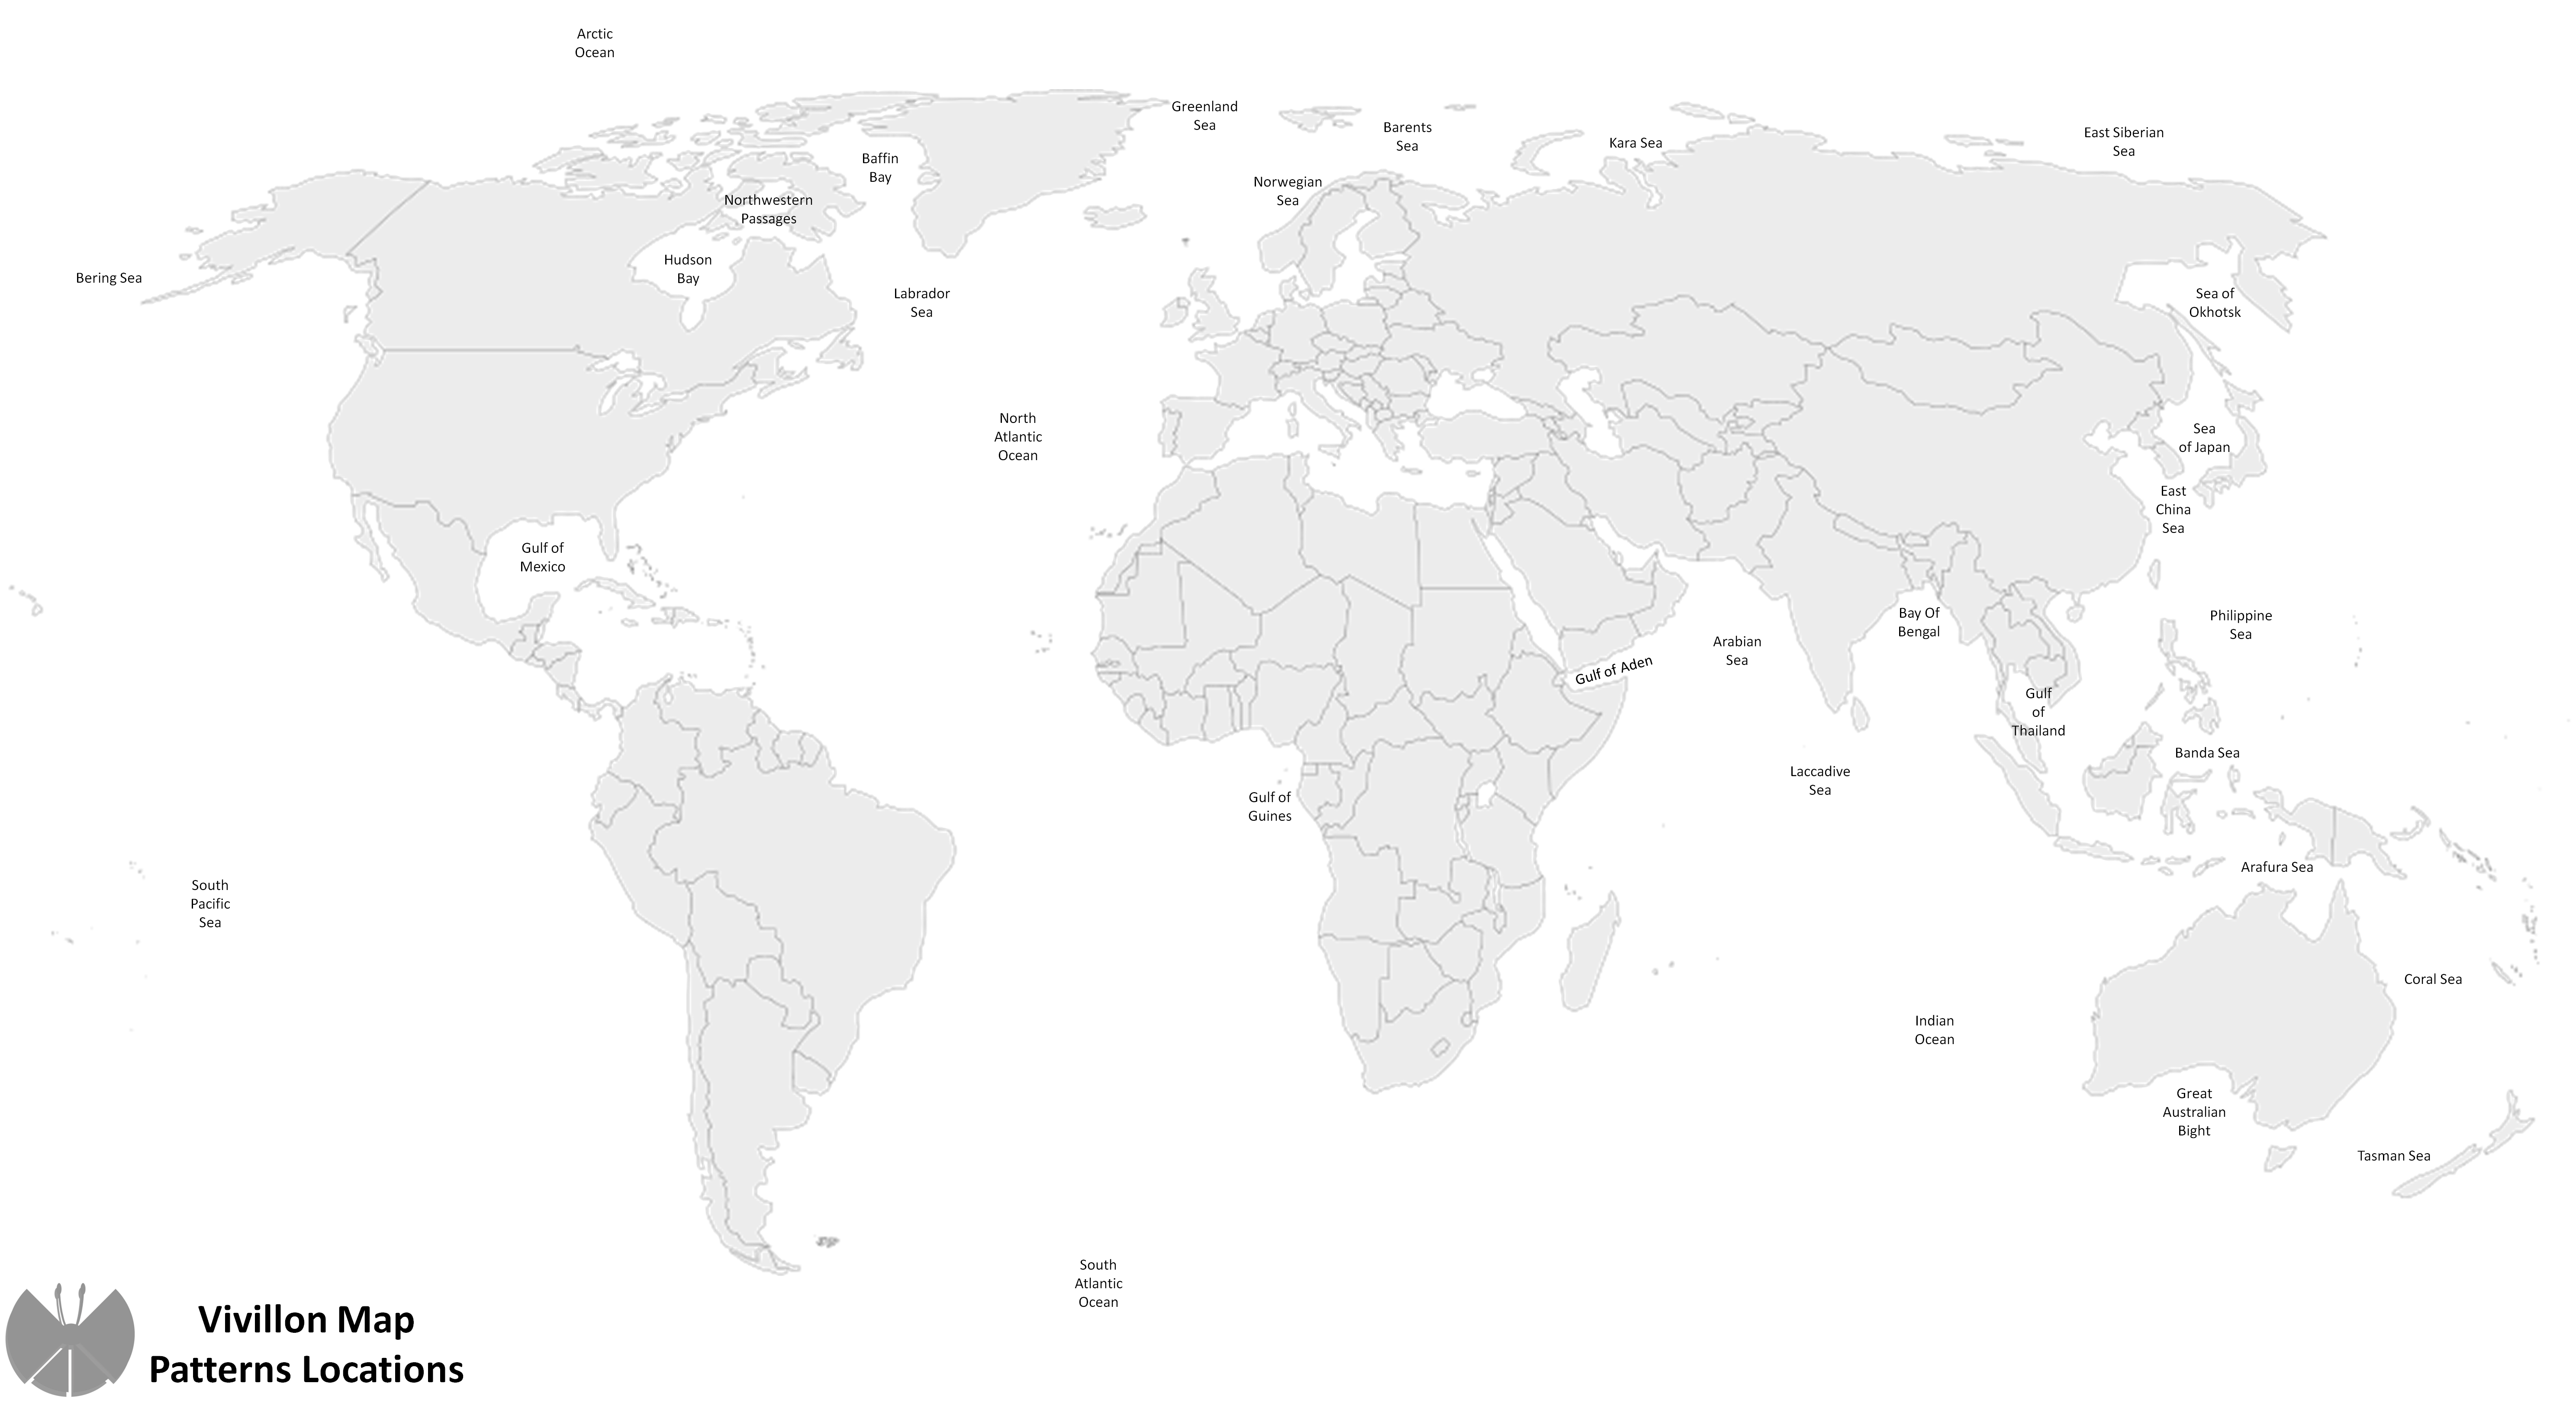 Arctic
Ocean
Greenland
Sea
Barents
Sea
Kara Sea
East Siberian
Sea
Baffin
Bay
Norwegian
Sea
Northwestern
Passages
Hudson
Bay
Bering Sea
Labrador
Sea
Sea of
Okhotsk
North
Atlantic
Ocean
Sea
of Japan
East
China
Sea
Gulf of
Mexico
Bay Of
Bengal
Philippine
Sea
Arabian
Sea
Gulf of Aden
Gulf
of
Thailand
Banda Sea
Laccadive
Sea
Gulf of
Guines
Arafura Sea
South
Pacific
Sea
Coral Sea
Indian
Ocean
Great
Australian
Bight
Tasman Sea
South
Atlantic
Ocean
Vivillon Map
Patterns Locations